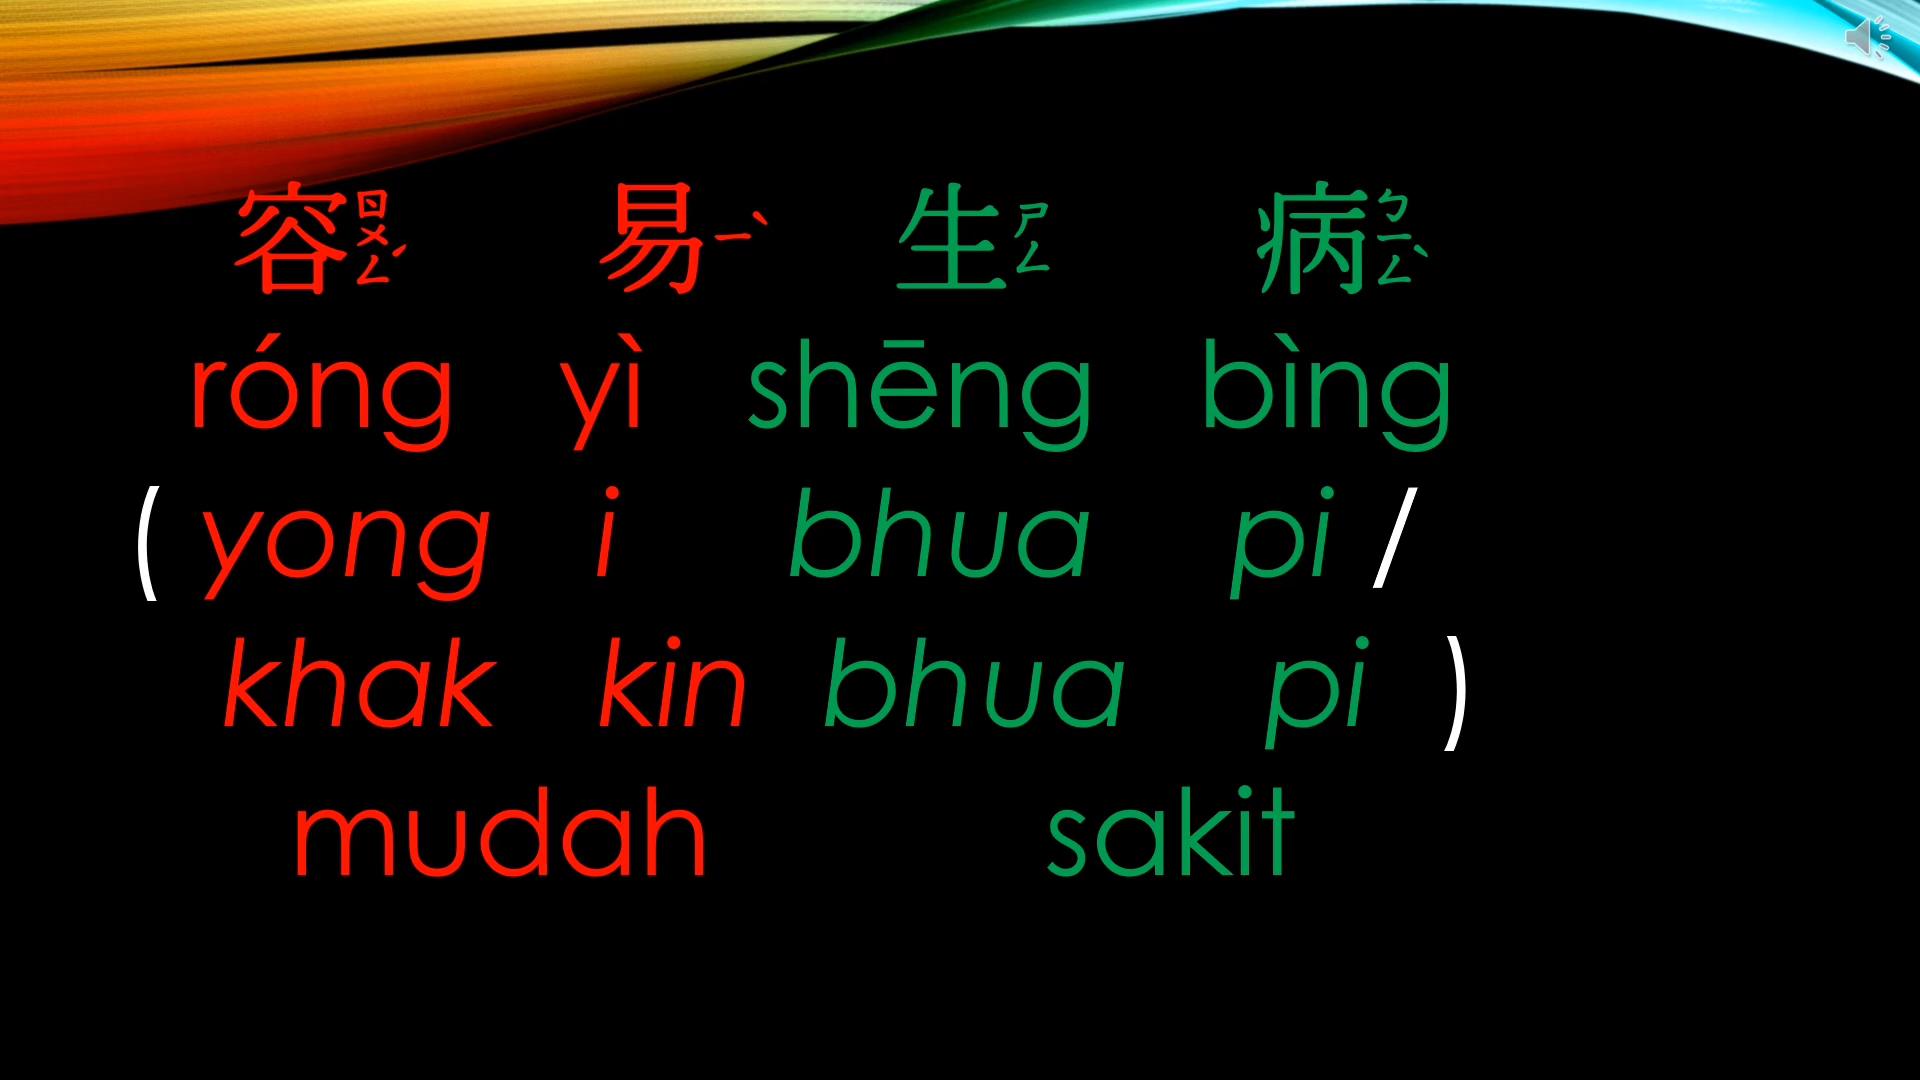 容ㄖㄨㄥˊ 易ㄧˋ 生ㄕㄥ 病ㄅㄧㄥˋ
róng yì shēng bìng
( yong i bhua pi /
khak kin bhua pi )
mudah sakit